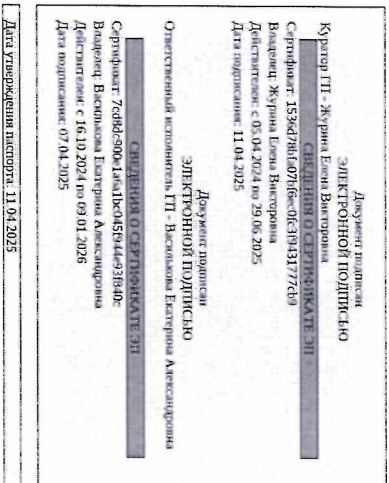 Документ подписан
ЭЛЕКТРОННОЙ ПОДПИСЬЮ
Куратор ГП - Журина Елена Викторовна
СВЕДЕНИЯ О СЕРТИФИКАТЕ ЭП
Сертификат:
Владелец: Журина Елена Викторовна
Действителен: с 05.04.2024 по 29.06.2025
Дата подписания: 11.04.2025
Документ подписан
ЭЛЕКТРОННОЙ ПОДПИСЬЮ
Ответственный исполнитель ГП - Василькова Екатерина Александровна
СВЕДЕНИЯ О СЕРТИФИКАТЕ ЭП
Сертификат:
Владелец: Василькова Екатерина Александровна
Действителен: с 16.10.2024 по 09.01.2026
Дата подписания: 07.04.2025
Дата утверждения паспорта: 11.04.2025